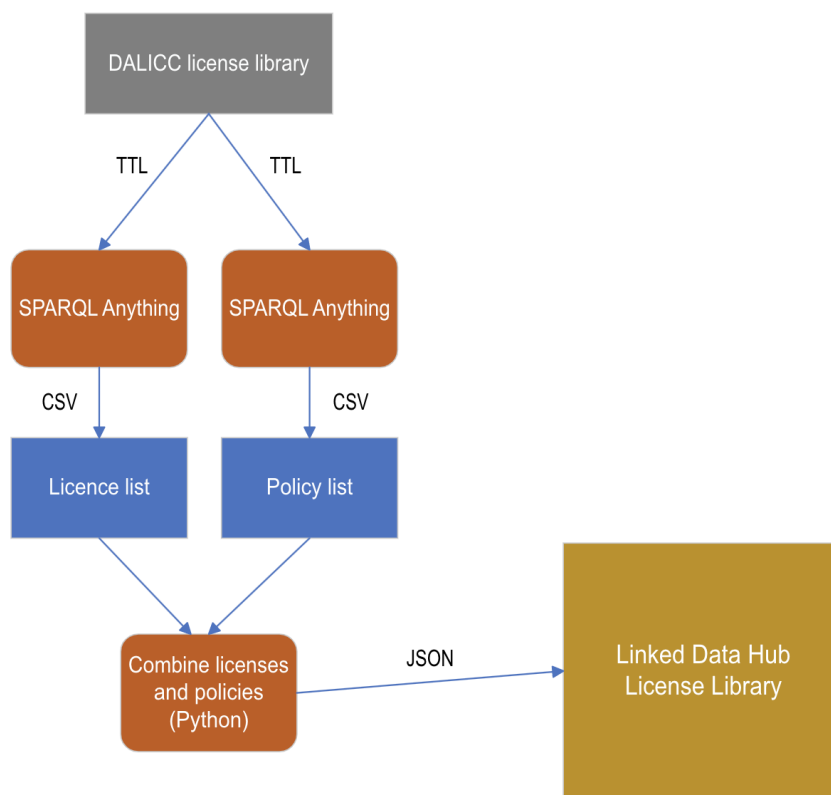 DALICC license library
TTL
TTL
SPARQL Anything
SPARQL Anything
CSV
CSV
Licence list
Policy list
Combine licenses
and policies
(Python)
JSON
Linked Data Hub
License Library